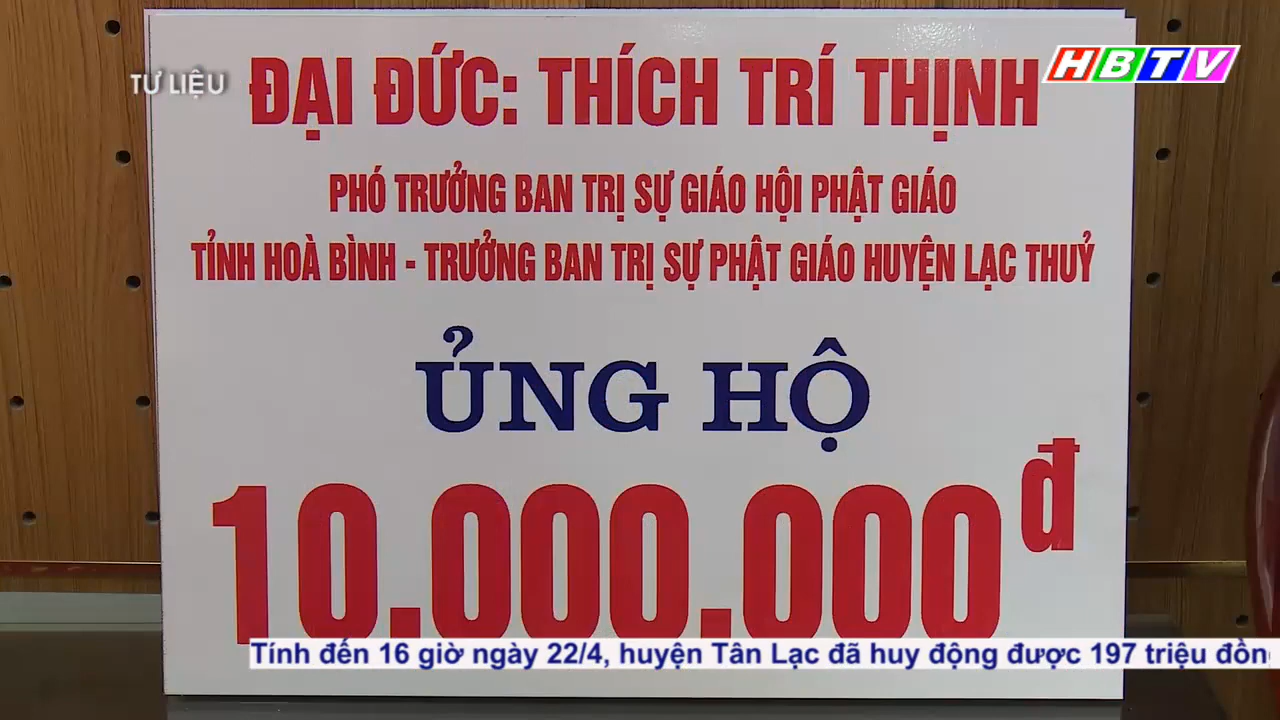 TƯ LIỆU
HBTV
ĐẠI ĐỨC: THÍCH TRÍ THỊNH
PHÓ TRƯỞNG BAN TRỊ SỰ GIÁO HỘI PHẬT GIÁO
TỈNH HOÀ BÌNH - TRƯỞNG BAN TRỊ SỰ PHẬT GIÁO HUYỆN LẠC THUỶ
ỦNG HỘ
10.000.000đ
Tính đến 16 giờ ngày 22/4, huyện Tân Lạc đã huy động được 197 triệu đồng